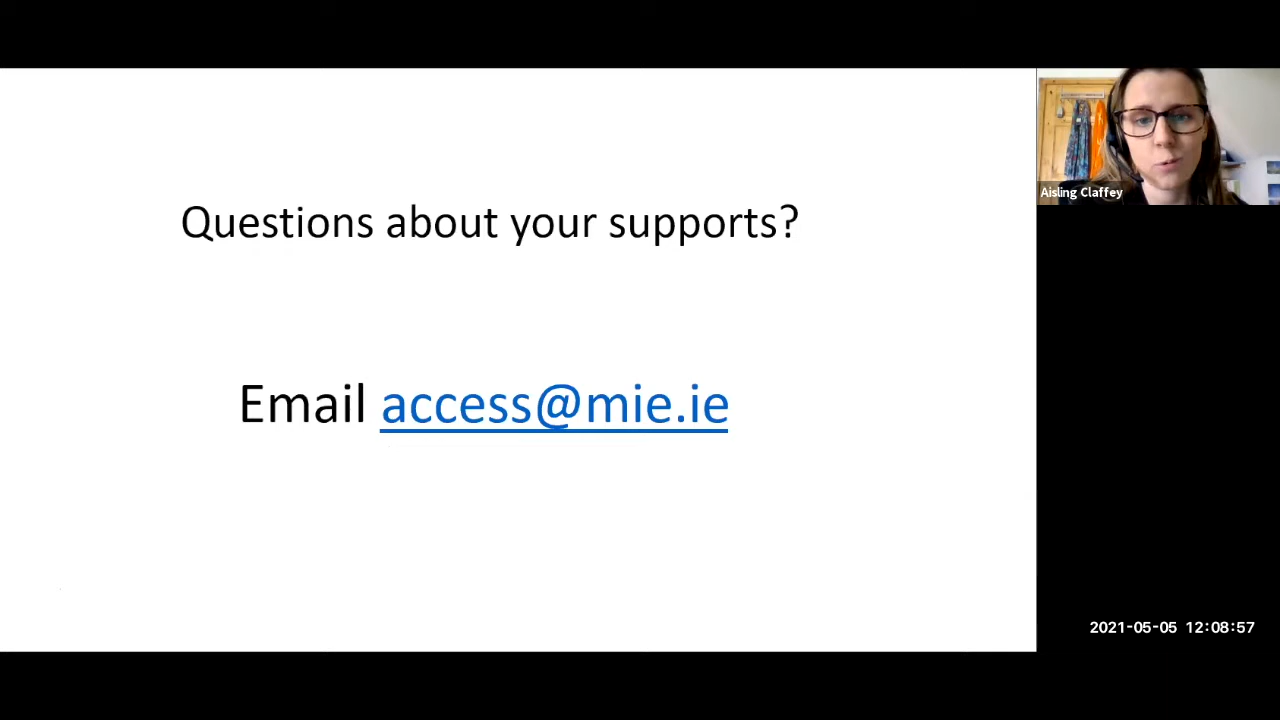 Questions about your supports?
Email access@mie.ie
Aisling Claffey
2021-05-05 12:08:57